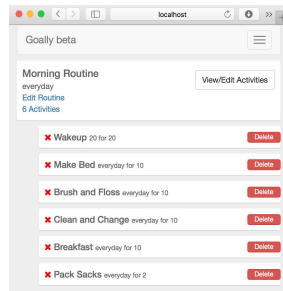 localhost
Goally beta
Morning Routine
everyday
Edit Routine
6 Activities
View/Edit Activities
Wakeup 20 for 20
Delete
Make Bed everyday for 10
Delete
Brush and Floss everyday for 10
Delete
Clean and Change everyday for 10
Delete
Breakfast everyday for 10
Delete
Pack Sacks everyday for 2
Delete